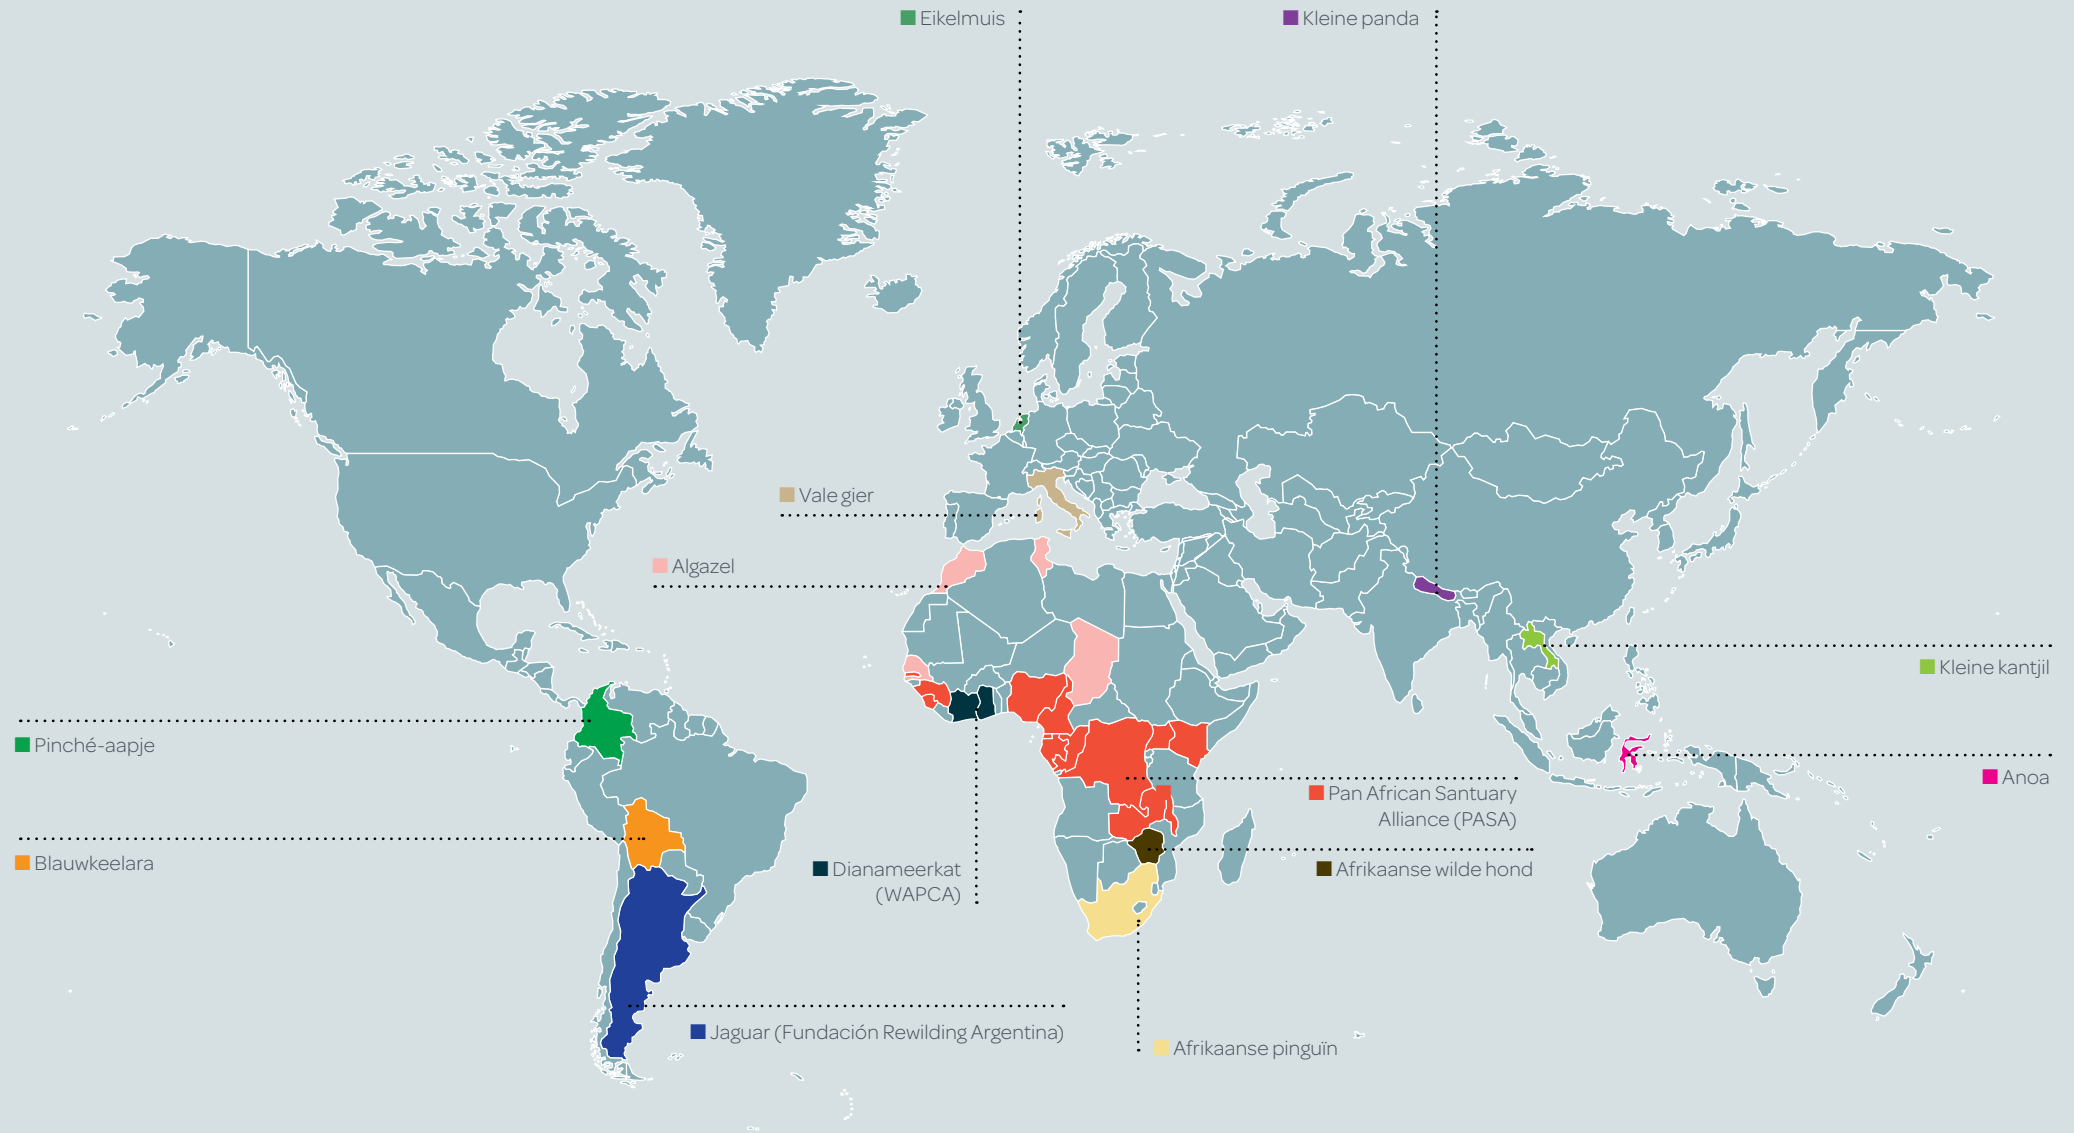 Eikelmuis
Kleine panda
Vale gier
Algazel
Kleine kantjil
Pinché-aapje
Anoa
Pan African Santuary
Alliance (PASA)
Blauwkeelara
Dianameerkat
(WAPCA)
Afrikaanse wilde hond
Jaguar (Fundación Rewilding Argentina)
Afrikaanse pinguïn